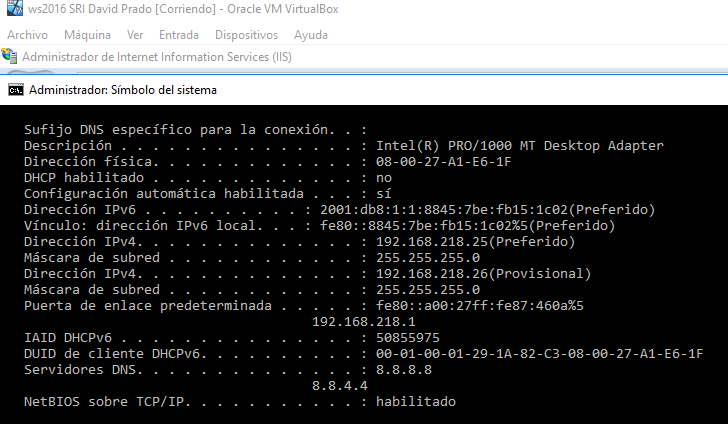 ws2016 SRI David Prado [Corriendo] - Oracle VM VirtualBox
Archivo Máquina Ver Entrada Dispositivos Ayuda
Administrador de Internet Information Services (IIS)
Administrador: Símbolo del sistema
Sufijo DNS específico para la conexión. . :
Descripción . . . . . . . . . . . . . . . : Intel(R) PRO/1000 MT Desktop Adapter
Dirección física. . . . . . . . . . . . . : 08-00-27-A1-E6-1F
DHCP habilitado . . . . . . . . . . . . . : no
Configuración automática habilitada . . . : sí
Dirección IPv6 . . . . . . . . . . : 2001:db8:1:1:8845:7be:fb15:1c02(Preferido)
Vínculo: dirección IPv6 local. . . : fe80::8845:7be:fb15:1c02%5(Preferido)
Dirección IPv4. . . . . . . . . . . . . . : 192.168.218.25(Preferido)
Máscara de subred . . . . . . . . . . . . : 255.255.255.0
Dirección IPv4. . . . . . . . . . . . . . : 192.168.218.26(Provisional)
Máscara de subred . . . . . . . . . . . . : 255.255.255.0
Puerta de enlace predeterminada . . . . . : fe80::a00:27ff:fe87:460a%5
192.168.218.1
IAID DHCPv6 . . . . . . . . . . . . . . . : 50855975
DUID de cliente DHCPv6. . . . . . . . . . : 00-01-00-01-29-1A-82-C3-08-00-27-A1-E6-1F
Servidores DNS. . . . . . . . . . . . . . : 8.8.8.8
8.8.4.4
NetBIOS sobre TCP/IP. . . . . . . . . . . : habilitado